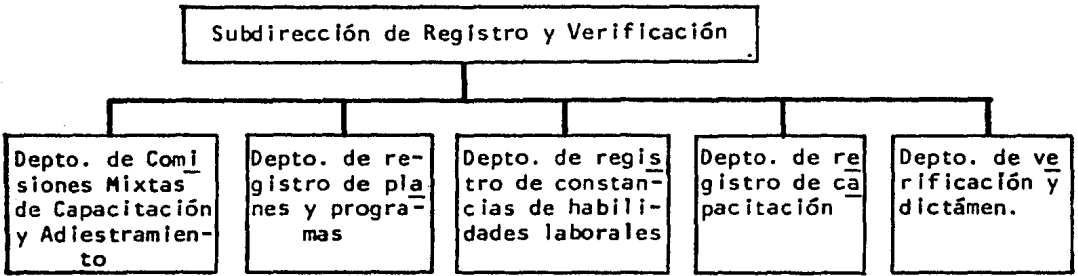 Subdirección de Registro y Verificación
Depto. de Comi
siones Mixtas
de Capacitación
y Adiestramien-
to
Depto. de re-
gistro de pla
nes y progra-
mas
Depto. de regis
tro de constan-
cias de habili-
dades laborales
Depto. de re
gistro de ca
pacitación
Depto. de ve
rificación y
dictámen.